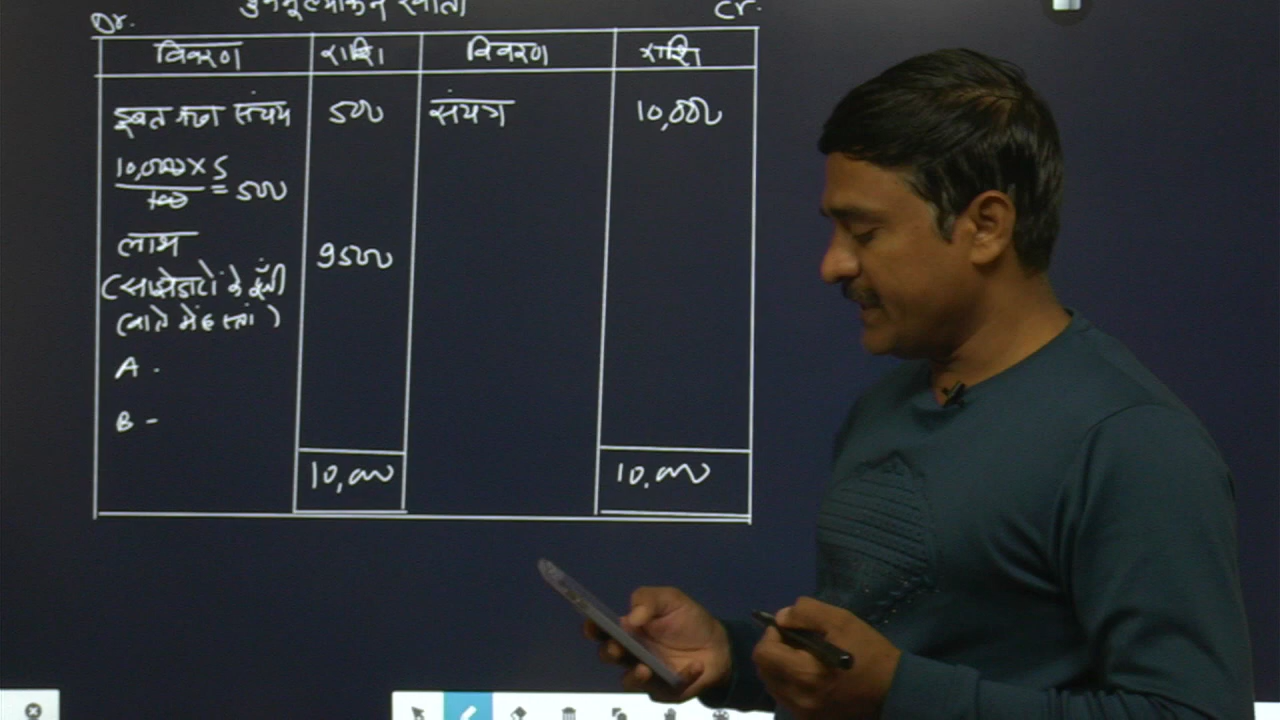 Dr. पुनर्मूल्यांकन खाता Cr.
विवरण राशि विवरण राशि
डूबत ऋण संचय 500 संयत्र 10,000
10,000 × 5
100 = 500
लाभ 9500
(साझेदारों के पूँजी
खाते में हस्तां)
A -
B -
10,000 10,000